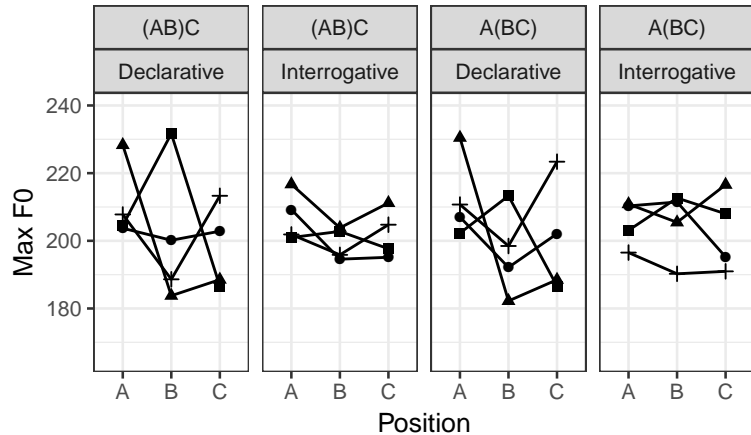 (AB)C (AB)C A(BC) A(BC)
Declarative Interrogative Declarative Interrogative
240
220
200
180
Max F0
A B C A B C A B C A B C
Position